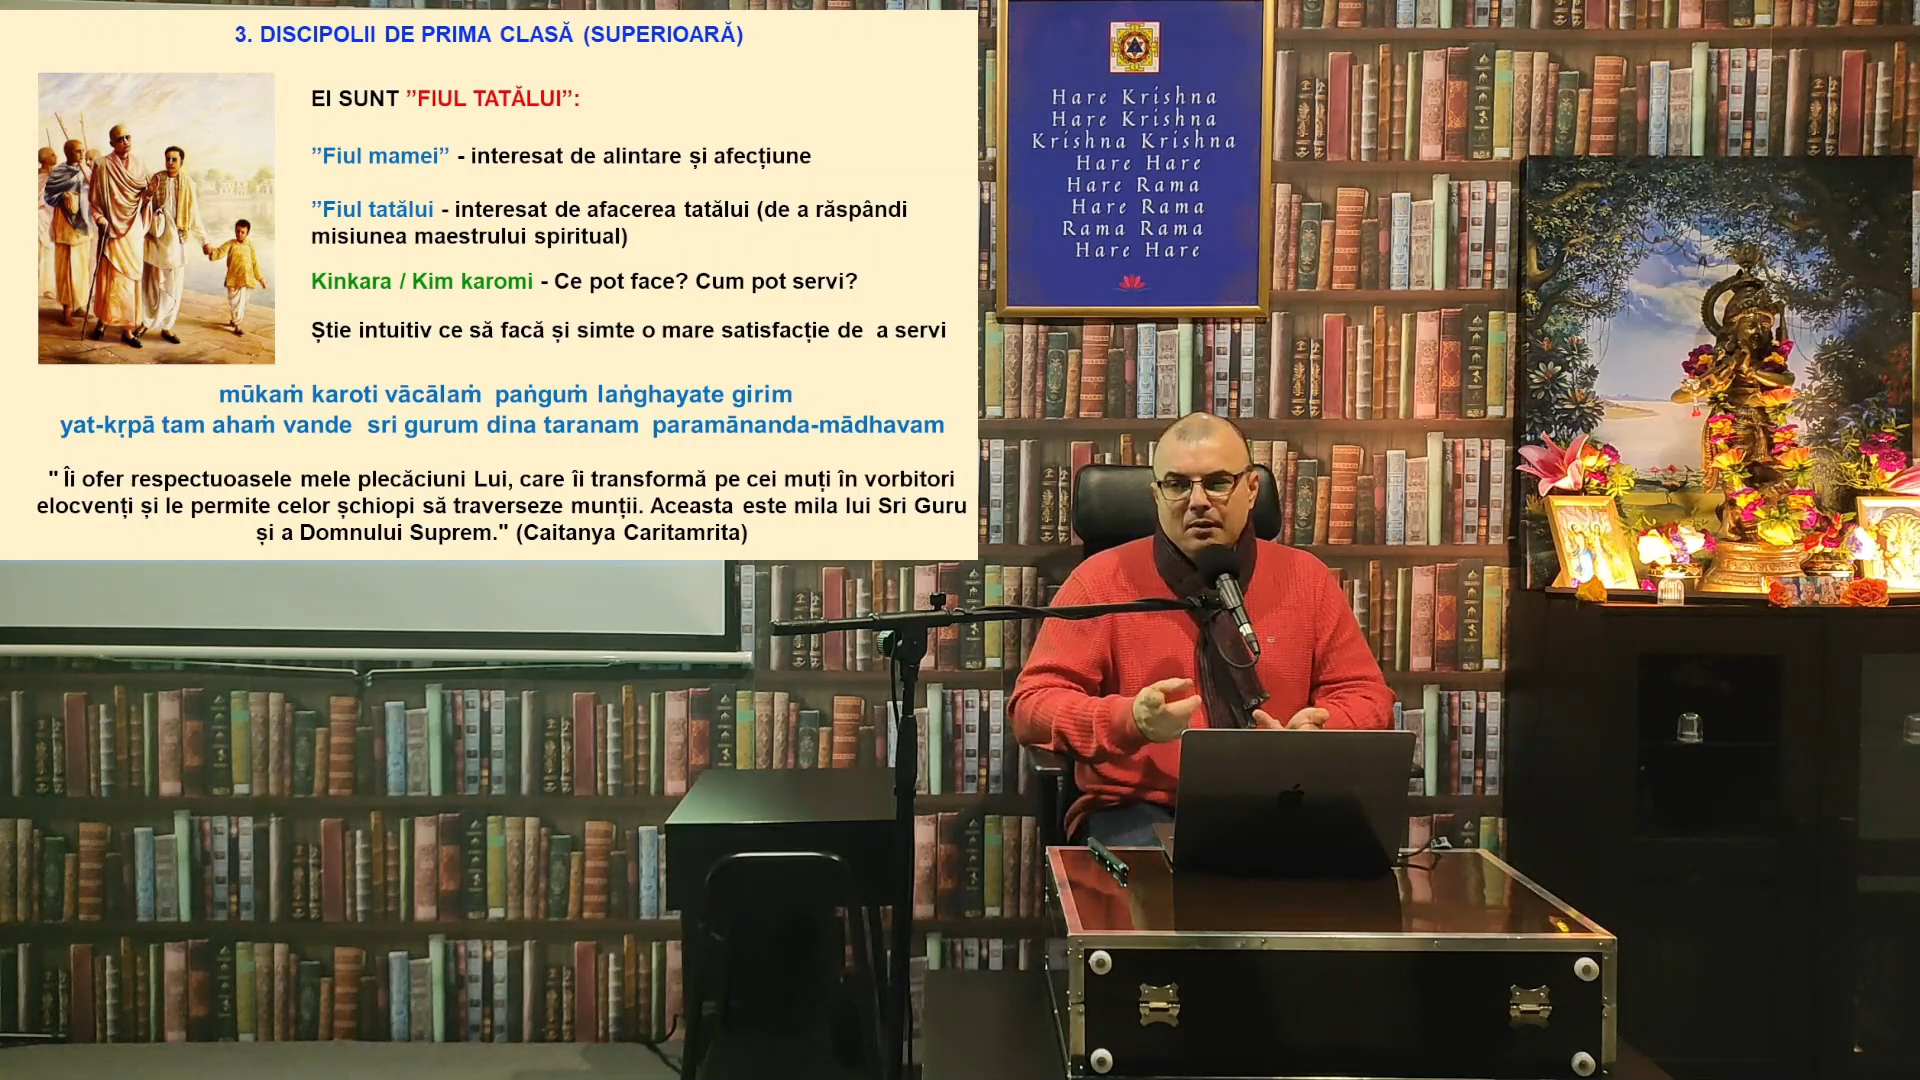 3. DISCIPOLII DE PRIMA CLASĂ (SUPERIOARĂ)
EI SUNT ”FIUL TATĂLUI”:
”Fiul mamei” - interesat de alintare și afecțiune
”Fiul tatălui - interesat de afacerea tatălui (de a răspândi
misiunea maestrului spiritual)
Kinkara / Kim karomi - Ce pot face? Cum pot servi?
Știe intuitiv ce să facă și simte o mare satisfacție de a servi
mūkaṁ karoti vācālaṁ paṅguṁ laṅghayate girim
yat-kṛpā tam ahaṁ vande sri gurum dina taranam paramānanda-mādhavam
" Îi ofer respectuoasele mele plecăciuni Lui, care îi transformă pe cei muți în vorbitori
elocvenți și le permite celor șchiopi să traverseze munții. Aceasta este mila lui Sri Guru
și a Domnului Suprem." (Caitanya Caritamrita)
Hare Krishna
Hare Krishna
Krishna Krishna
Hare Hare
Hare Rama
Hare Rama
Rama Rama
Hare Hare